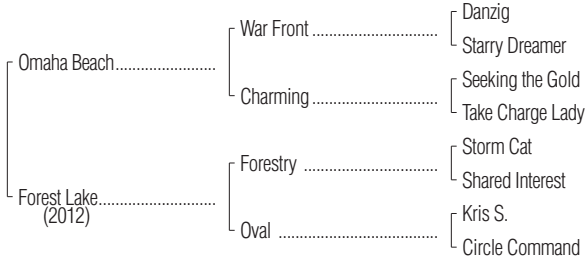 Danzig
War Front
Starry Dreamer
Omaha Beach
Seeking the Gold
Charming
Take Charge Lady
Storm Cat
Forestry
Shared Interest
Forest Lake
(2012)
Kris S.
Oval
Circle Command